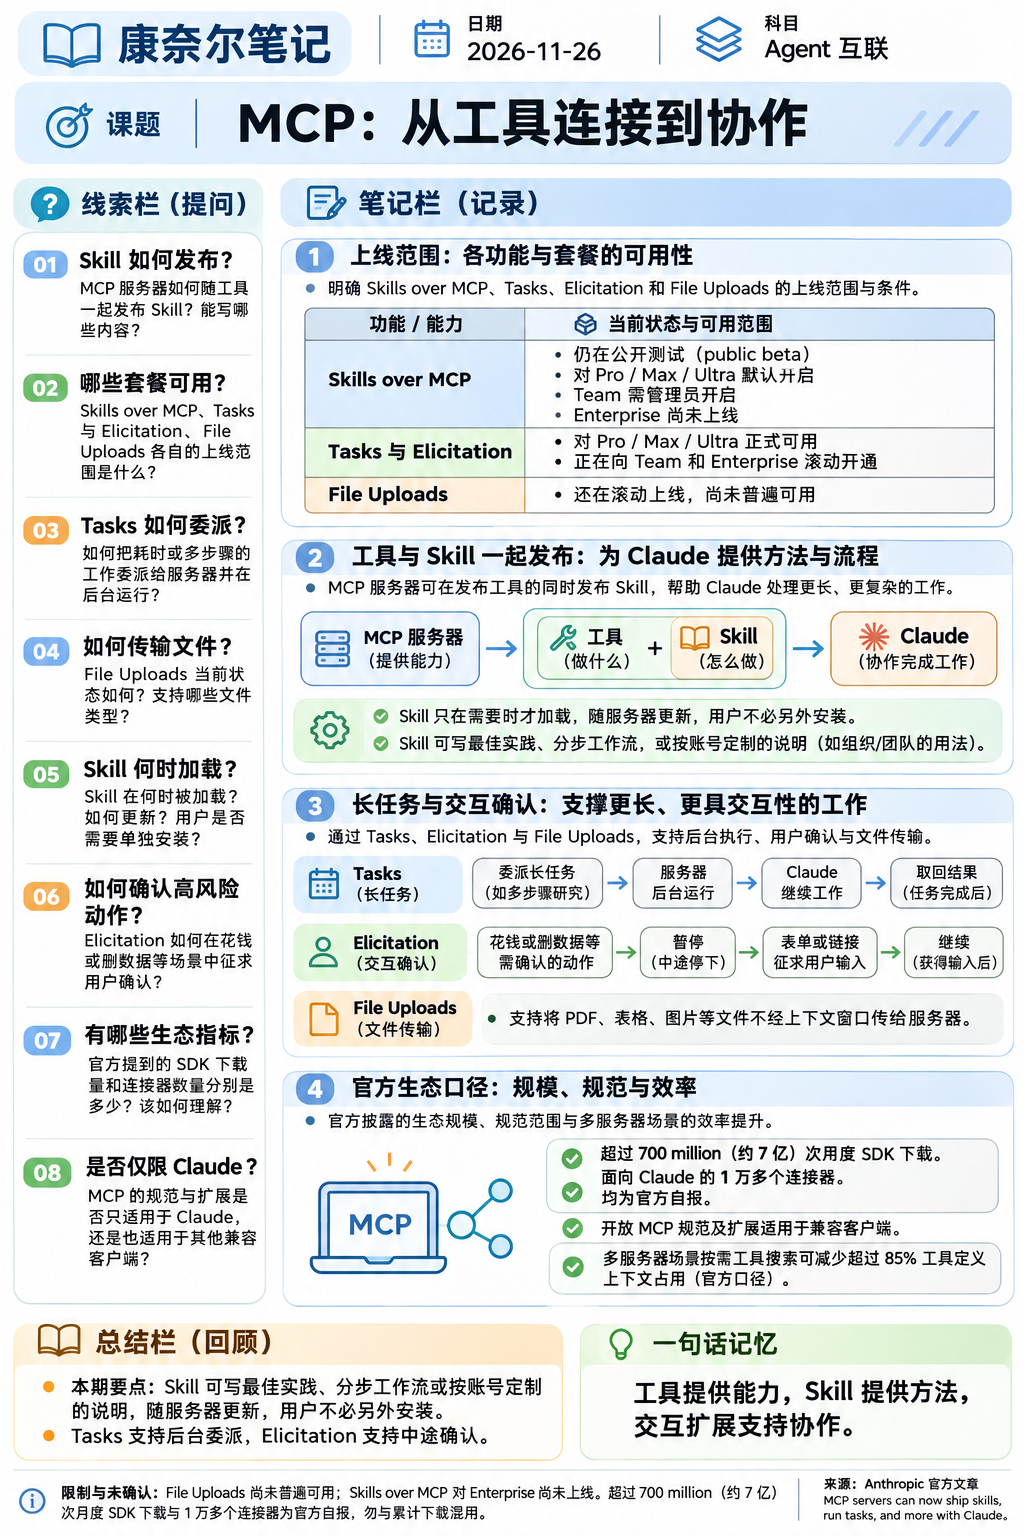 康奈尔笔记
日期
2026-11-26
科目
Agent 互联
课题
MCP：从工具连接到协作
线索栏（提问）
01
Skill 如何发布？
MCP 服务器如何随工具
一起发布 Skill？能写哪
些内容？
02
哪些套餐可用？
Skills over MCP、Tasks
与 Elicitation、File
Uploads 各自的上线范
围是什么？
03
Tasks 如何委派？
如何把耗时或多步骤的
工作委派给服务器并在
后台运行？
04
如何传输文件？
File Uploads 当前状
态如何？支持哪些文件
类型？
05
Skill 何时加载？
Skill 在何时被加载？
如何更新？用户是否
需要单独安装？
06
如何确认高风险
动作？
Elicitation 如何在花钱
或删数据等场景中征求
用户确认？
07
有哪些生态指标？
官方提到的 SDK 下载
量和连接器数量分别是
多少？该如何理解？
08
是否仅限 Claude？
MCP 的规范与扩展是
否只适用于 Claude，
还是也适用于其他兼容
客户端？
笔记栏（记录）
1 上线范围：各功能与套餐的可用性
• 明确 Skills over MCP、Tasks、Elicitation 和 File Uploads 的上线范围与条件。
功能 / 能力
当前状态与可用范围
Skills over MCP
• 仍在公开测试（public beta）
• 对 Pro / Max / Ultra 默认开启
• Team 需管理员开启
• Enterprise 尚未上线
Tasks 与 Elicitation
• 对 Pro / Max / Ultra 正式可用
• 正在向 Team 和 Enterprise 滚动开通
File Uploads
• 还在滚动上线，尚未普遍可用
2 工具与 Skill 一起发布：为 Claude 提供方法与流程
• MCP 服务器可在发布工具的同时发布 Skill，帮助 Claude 处理更长、更复杂的工作。
MCP 服务器
（提供能力）
工具
（做什么）
+
Skill
（怎么做）
Claude
（协作完成工作）
Skill 只在需要时才加载，随服务器更新，用户不必另外安装。
Skill 可写最佳实践、分步工作流，或按账号定制的说明（如组织/团队的用法）。
3 长任务与交互确认：支撑更长、更具交互性的工作
• 通过 Tasks、Elicitation 与 File Uploads，支持后台执行、用户确认与文件传输。
Tasks
（长任务）
委派长任务
（如多步骤研究）
服务器
后台运行
Claude
继续工作
取回结果
（任务完成后）
Elicitation
（交互确认）
花钱或删数据等
需确认的动作
暂停
（中途停下）
表单或链接
征求用户输入
继续
（获得输入后）
File Uploads
（文件传输）
• 支持将 PDF、表格、图片等文件不经上下文窗口传给服务器。
4 官方生态口径：规模、规范与效率
• 官方披露的生态规模、规范范围与多服务器场景的效率提升。
MCP
超过 700 million（约 7 亿）次月度 SDK 下载。
面向 Claude 的 1 万多个连接器。
均为官方自报。
开放 MCP 规范及扩展适用于兼容客户端。
多服务器场景按需工具搜索可减少超过 85% 工具定义
上下文占用（官方口径）。
总结栏（回顾）
• 本期要点：Skill 可写最佳实践、分步工作流或按账号定制
的说明，随服务器更新，用户不必另外安装。
• Tasks 支持后台委派，Elicitation 支持中途确认。
一句话记忆
工具提供能力，Skill 提供方法，
交互扩展支持协作。
限制与未确认：File Uploads 尚未普遍可用；Skills over MCP 对 Enterprise 尚未上线。超过 700 million（约 7 亿）
次月度 SDK 下载与 1 万多个连接器为官方自报，勿与累计下载混用。
来源：Anthropic 官方文章
MCP servers can now ship skills,
run tasks, and more with Claude。